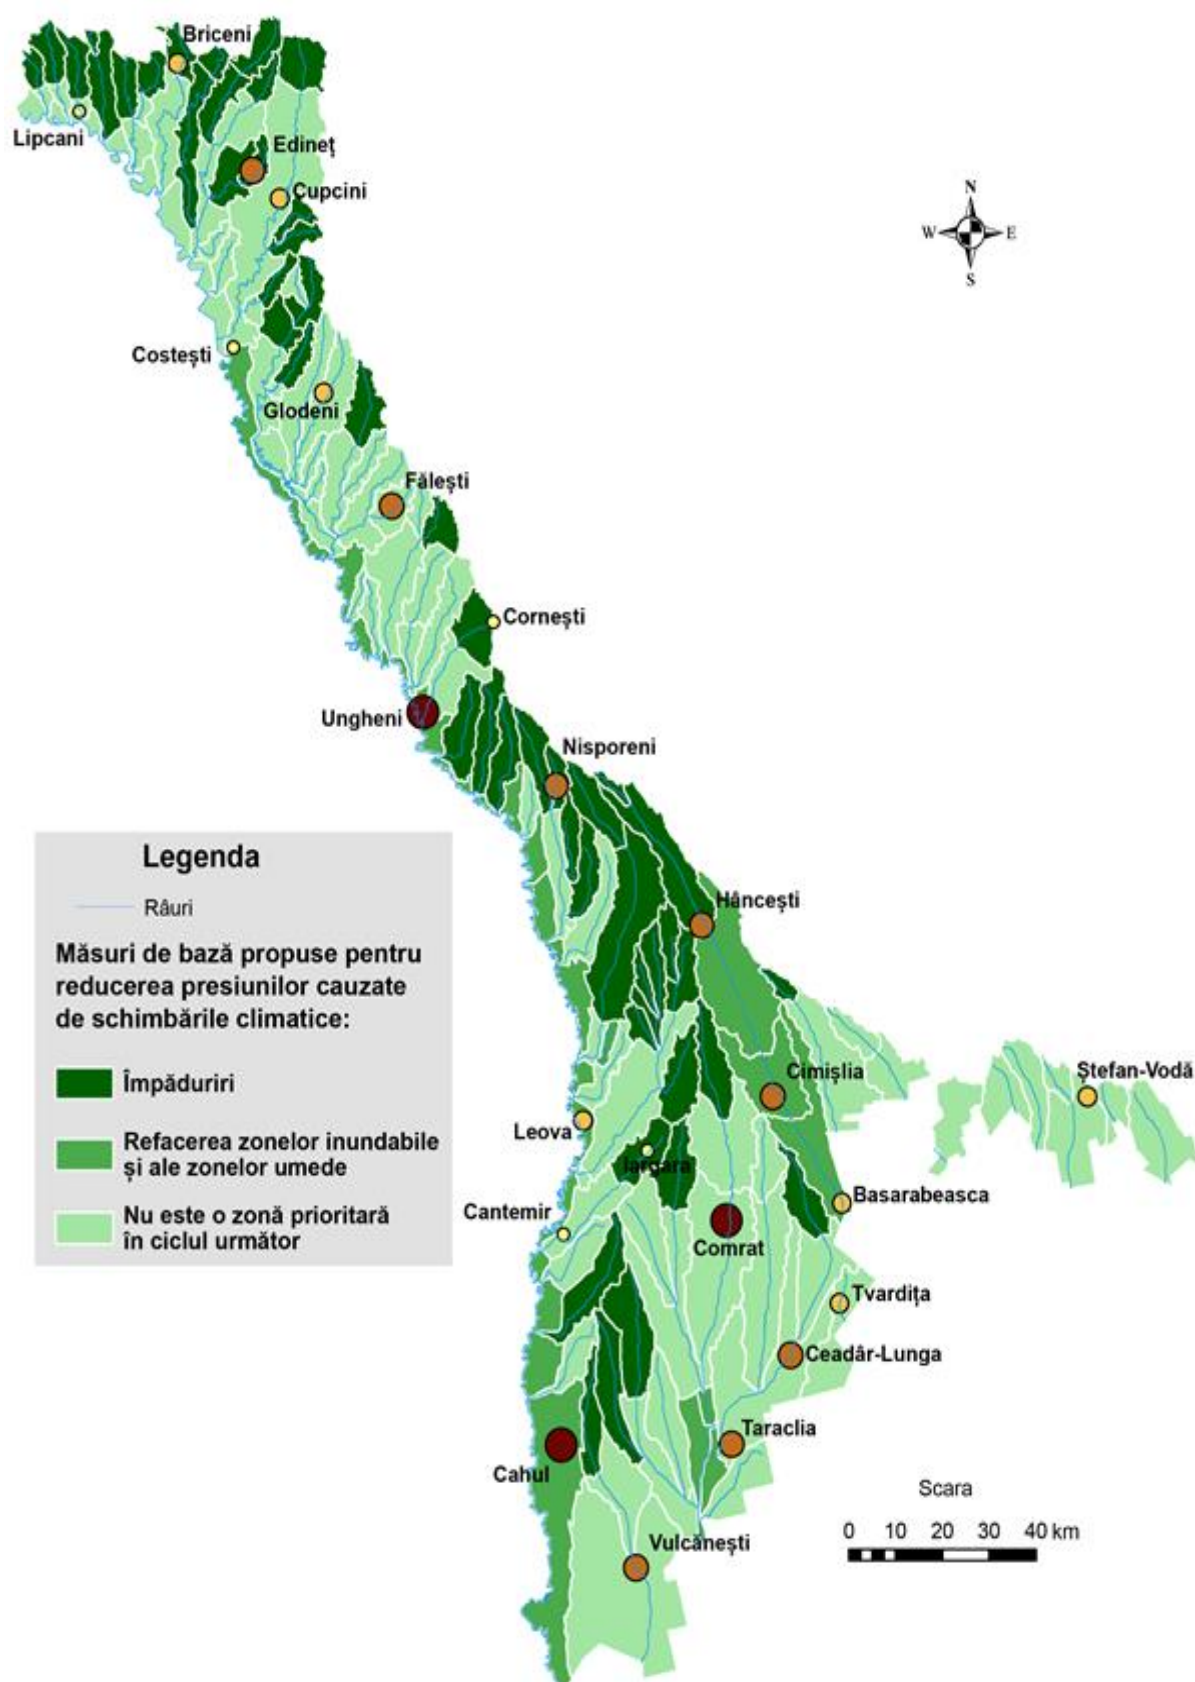 Briceni
Lipcani
Edineț
Cupcini
N
W E
S
Costești
Glodeni
Fălești
Cornești
Ungheni
Nisporeni
Legenda
Râuri
Măsuri de bază propuse pentru
reducerea presiunilor cauzate
de schimbările climatice:
Împăduriri
Refacerea zonelor inundabile
și ale zonelor umede
Nu este o zonă prioritară
în ciclul următor
Hâncești
Cimișlia
Ștefan-Vodă
Leova
Iargara
Basarabeasca
Cantemir
Comrat
Tvardița
Ceadâr-Lunga
Taraclia
Cahul
Vulcănești
Scara
0 10 20 30 40 km